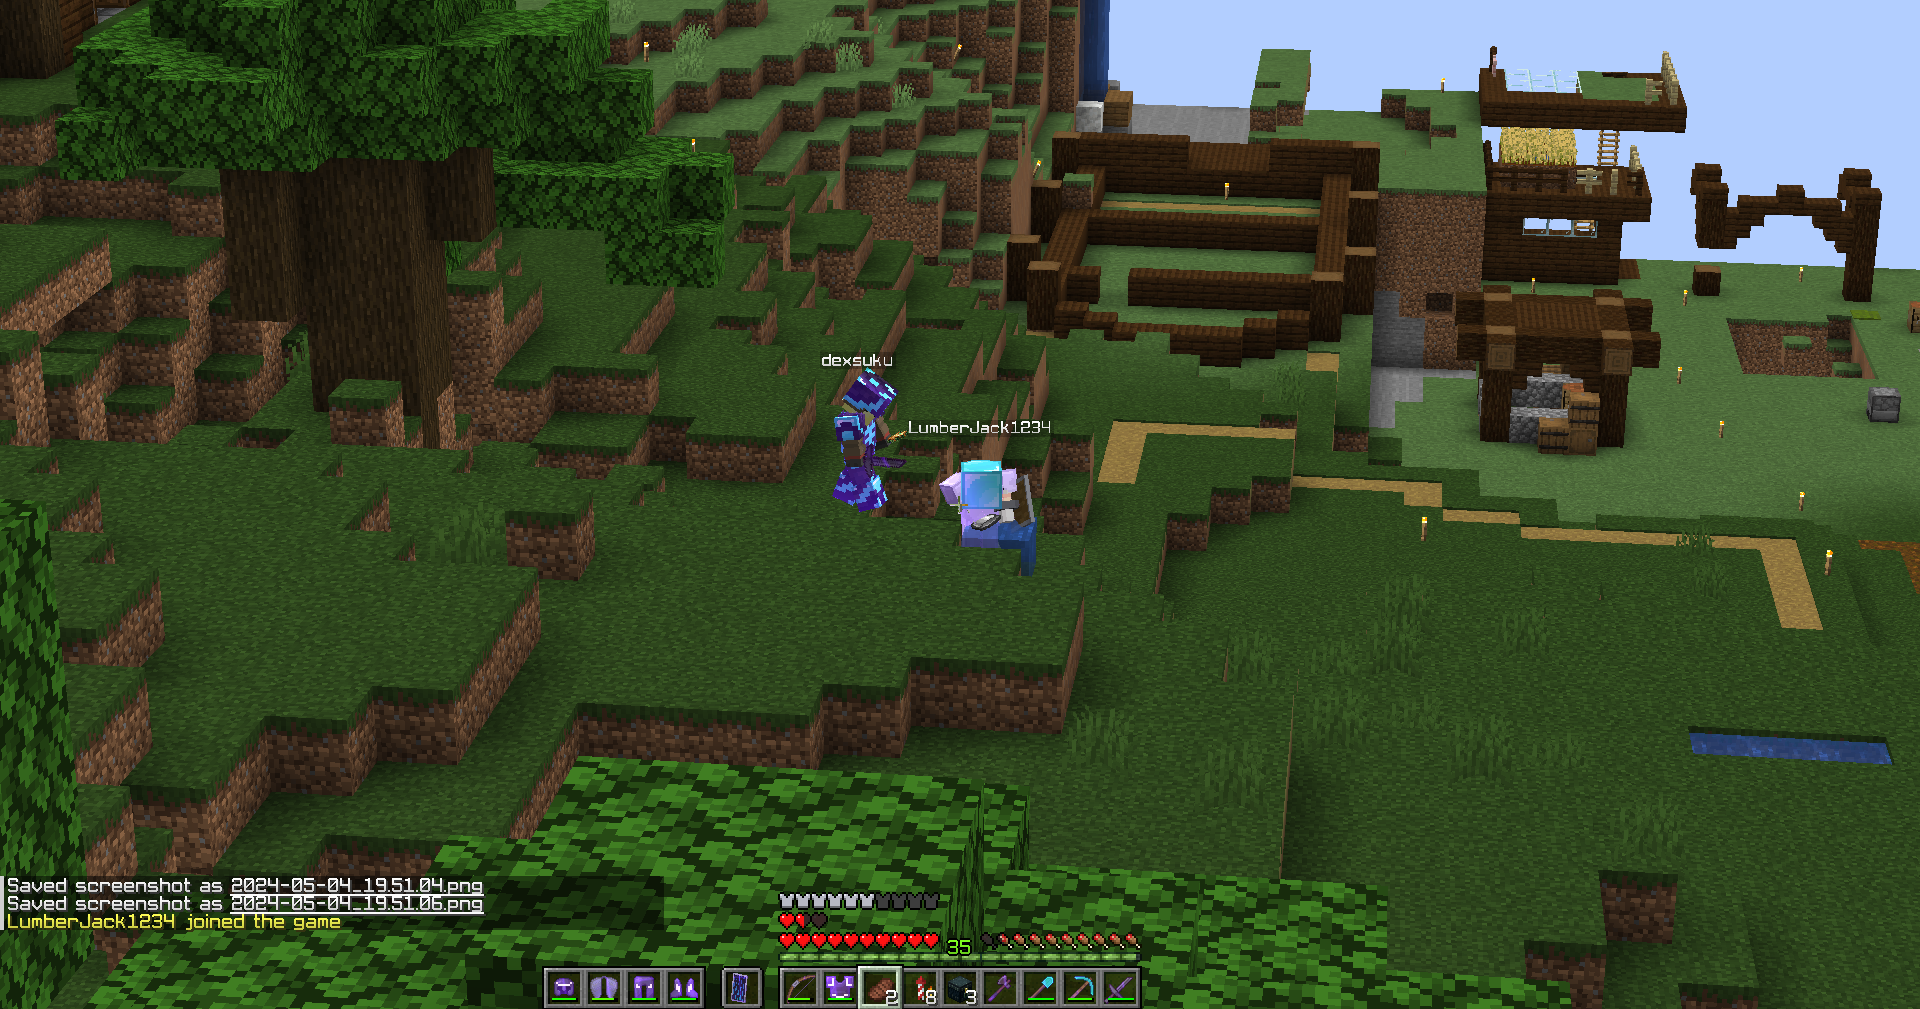 dexsuku
LumberJack1234
Saved screenshot as 2024-05-04_19.51.04.png
Saved screenshot as 2024-05-04_19.51.06.png
LumberJack1234 joined the game
35
2
8
3